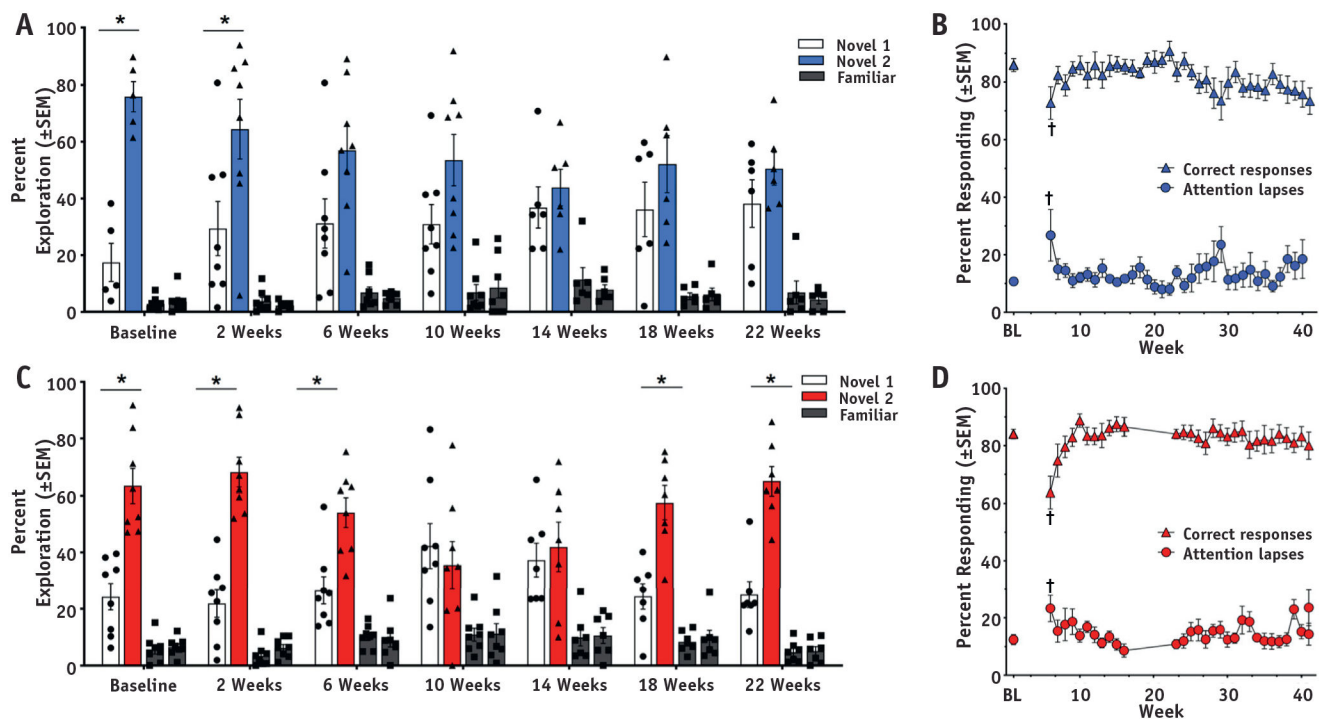 A
Percent
Exploration (±SEM)
100
80
60
40
20
0
*
*
Novel 1
Novel 2
Familiar
Baseline
2 Weeks
6 Weeks
10 Weeks
14 Weeks
18 Weeks
22 Weeks
B
Percent Responding (±SEM)
100
80
60
40
20
0
†
†
Correct responses
Attention lapses
BL
10
20
30
40
Week
C
Percent
Exploration (±SEM)
100
80
60
40
20
0
*
*
*
*
*
Novel 1
Novel 2
Familiar
Baseline
2 Weeks
6 Weeks
10 Weeks
14 Weeks
18 Weeks
22 Weeks
D
Percent Responding (±SEM)
100
80
60
40
20
0
†
†
Correct responses
Attention lapses
BL
10
20
30
40
Week